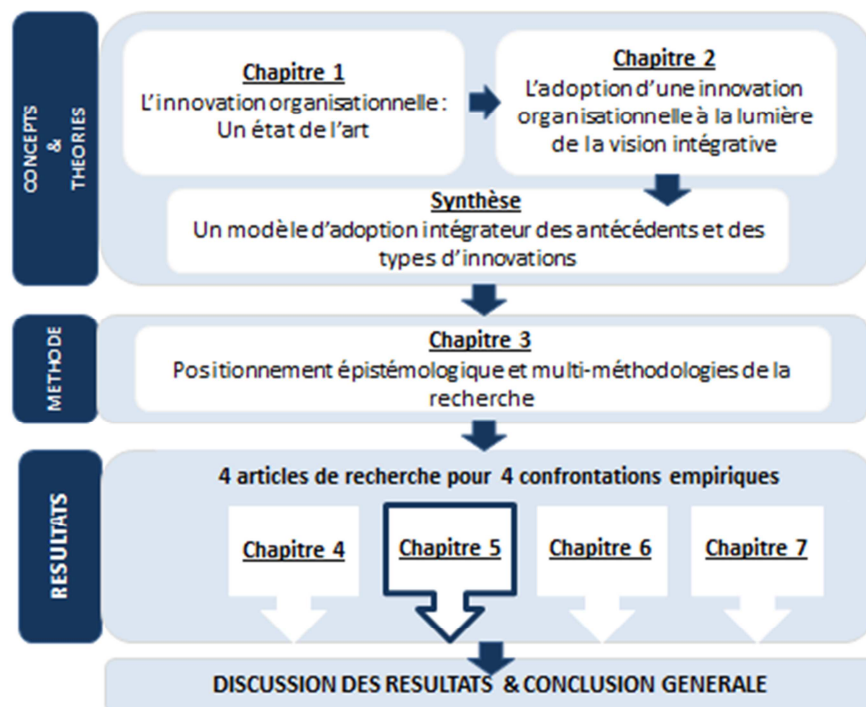 CONCEPTS
&
THEORIES
Chapitre 1
L'innovation organisationnelle :
Un état de l'art
Chapitre 2
L'adoption d'une innovation
organisationnelle à la lumière
de la vision intégrative
Synthèse
Un modèle d'adoption intégrateur des antécédents et des
types d'innovations
METHODE
Chapitre 3
Positionnement épistémologique et multi-méthodologies de la
recherche
RESULTATS
4 articles de recherche pour 4 confrontations empiriques
Chapitre 4
Chapitre 5
Chapitre 6
Chapitre 7
DISCUSSION DES RESULTATS & CONCLUSION GENERALE